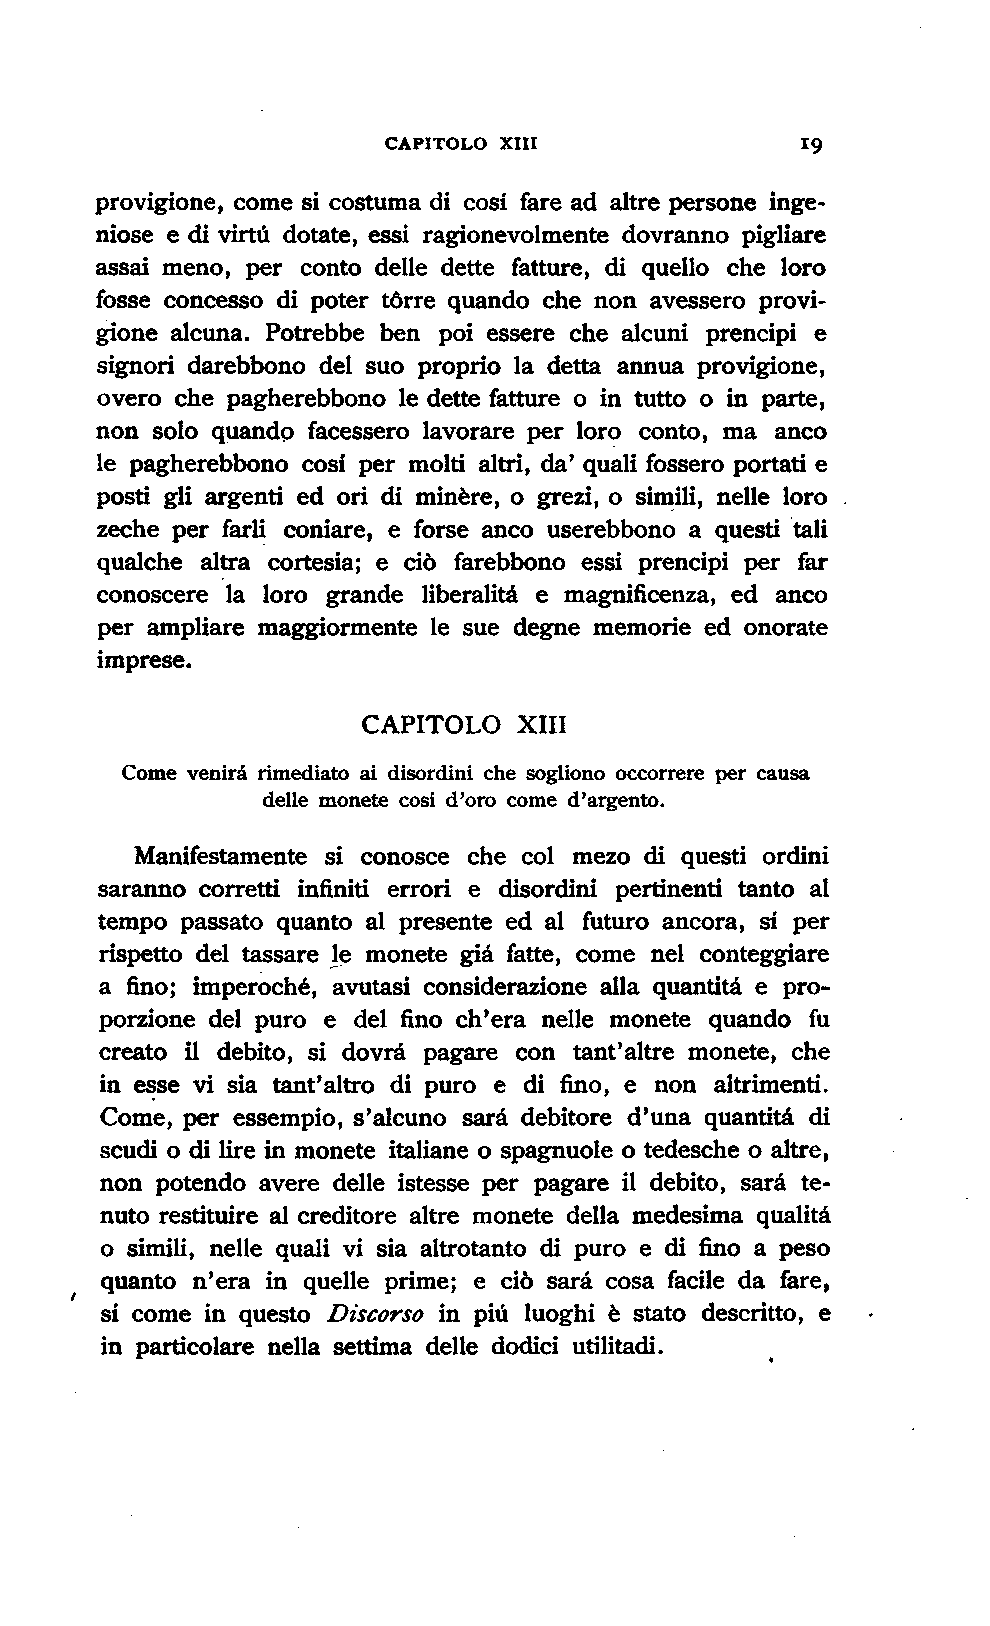 CAPITOLO XIII 19
provigione, come si costuma di cosí fare ad altre persone inge-
niose e di virtú dotate, essi ragionevolmente dovranno pigliare
assai meno, per conto delle dette fatture, di quello che loro
fosse concesso di poter tôrre quando che non avessero provi-
gione alcuna. Potrebbe ben poi essere che alcuni prencipi e
signori darebbono del suo proprio la detta annua provigione,
overo che pagherebbono le dette fatture o in tutto o in parte,
non solo quando facessero lavorare per loro conto, ma anco
le pagherebbono cosí per molti altri, da' quali fossero portati e
posti gli argenti ed ori di minère, o grezi, o simili, nelle loro
zeche per farli coniare, e forse anco userebbono a questi tali
qualche altra cortesia; e ciò farebbono essi prencipi per far
conoscere la loro grande liberalitá e magnificenza, ed anco
per ampliare maggiormente le sue degne memorie ed onorate
imprese.
CAPITOLO XIII
Come venirá rimediato ai disordini che sogliono occorrere per causa
delle monete cosi d'oro come d'argento.
Manifestamente si conosce che col mezo di questi ordini
saranno corretti infiniti errori e disordini pertinenti tanto al
tempo passato quanto al presente ed al futuro ancora, sí per
rispetto del tassare le monete giá fatte, come nel conteggiare
a fino; imperoché, avutasi considerazione alla quantitá e pro-
porzione del puro e del fino ch'era nelle monete quando fu
creato il debito, si dovrá pagare con tant'altre monete, che
in esse vi sia tant'altro di puro e di fino, e non altrimenti.
Come, per essempio, s'alcuno sará debitore d'una quantitá di
scudi o di lire in monete italiane o spagnuole o tedesche o altre,
non potendo avere delle istesse per pagare il debito, sará te-
nuto restituire al creditore altre monete della medesima qualitá
o simili, nelle quali vi sia altrotanto di puro e di fino a peso
quanto n'era in quelle prime; e ciò sará cosa facile da fare,
sí come in questo Discorso in piú luoghi è stato descritto, e
in particolare nella settima delle dodici utilitadi.